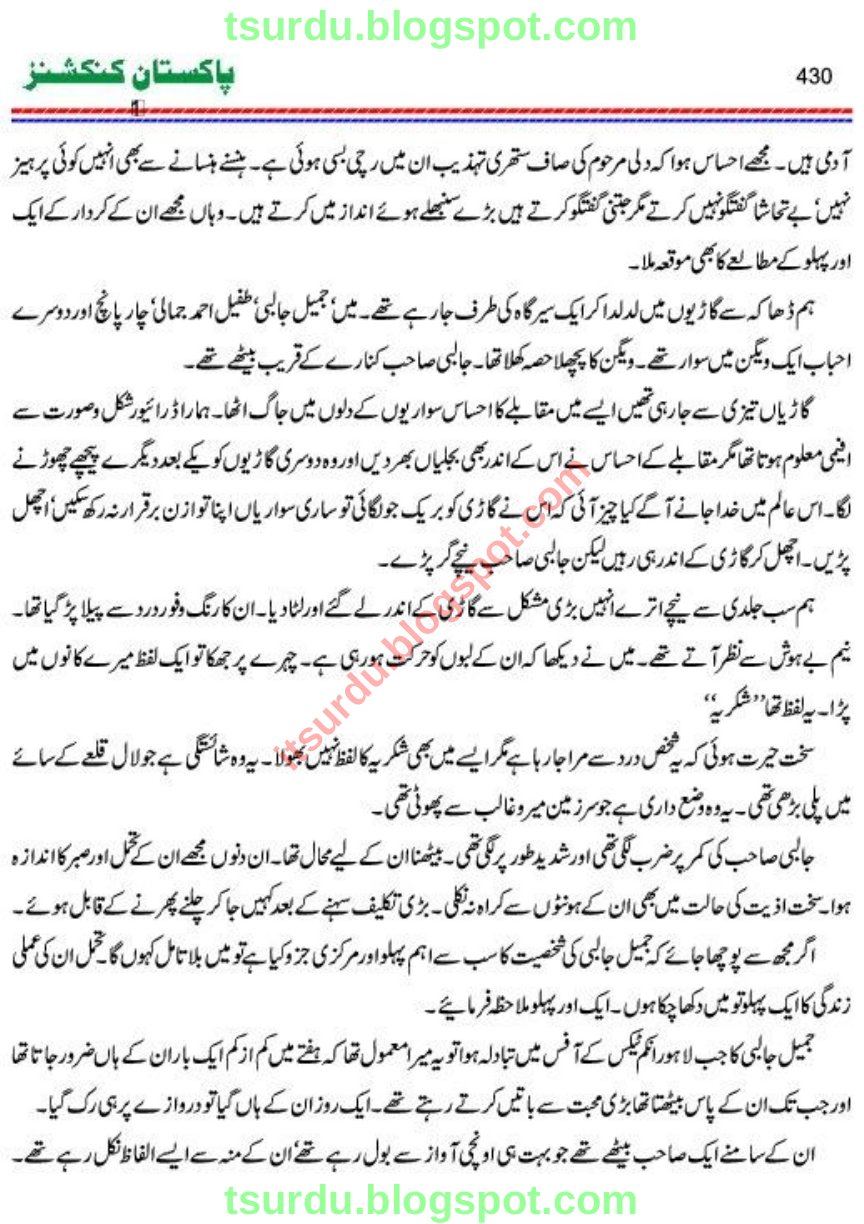 tsurdu.blogspot.com
پاکستان کنکشنز
430
آدمی ہیں۔ مجھے احساس ہوا کہ دلی مرحوم کی صاف ستھری تہذیب ان میں رچی بسی ہوئی ہے۔ ہنسنے ہنسانے سے بھی انہیں کوئی پرہیز
نہیں‘ بے تحاشا گفتگو نہیں کرتے مگر جتنی گفتگو کرتے ہیں بڑے سنبھلے ہوئے انداز میں کرتے ہیں۔ وہاں مجھے ان کے کردار کے ایک
اور پہلو کے مطالعے کا بھی موقعہ ملا۔
ہم ڈھاکہ سے گاڑیوں میں لدلدا کر ایک سیرگاہ کی طرف جا رہے تھے۔ میں‘ جمیل جالبی‘ طفیل احمد جمالی‘ چار پانچ اور دوسرے
احباب ایک ویگن میں سوار تھے۔ ویگن کا پچھلا حصہ کھلا تھا۔ جالبی صاحب کنارے کے قریب بیٹھے تھے۔
گاڑیاں تیزی سے جا رہی تھیں ایسے میں مقابلے کا احساس سواریوں کے دلوں میں جاگ اٹھا۔ ہمارا ڈرائیور شکل و صورت سے
افیمی معلوم ہوتا تھا مگر مقابلے کے احساس نے اس کے اندر بھی بجلیاں بھر دیں اور وہ دوسری گاڑیوں کو یکے بعد دیگرے پیچھے چھوڑنے
لگا۔ اس عالم میں خدا جانے آگے کیا چیز آئی کہ اس نے گاڑی کو بریک جو لگائی تو ساری سواریاں اپنا توازن برقرار نہ رکھ سکیں‘ اچھل
پڑیں۔ اچھل کر گاڑی کے اندر ہی رہیں لیکن جالبی صاحب نیچے گر پڑے۔
ہم سب جلدی سے نیچے اترے انہیں بڑی مشکل سے گاڑی کے اندر لے گئے اور لٹا دیا۔ ان کا رنگ وفور درد سے پیلا پڑ گیا تھا۔
نیم بے ہوش سے نظر آتے تھے۔ میں نے دیکھا کہ ان کے لبوں کو حرکت ہو رہی ہے۔ چہرے پر جھکا تو ایک لفظ میرے کانوں میں
پڑا۔ یہ لفظ تھا ’’شکریہ‘‘
سخت حیرت ہوئی کہ یہ شخص درد سے مرا جا رہا ہے مگر ایسے میں بھی شکریہ کا لفظ نہیں بھولا۔ یہ وہ شائستگی ہے جو لال قلعے کے سائے
میں پلی بڑھی تھی۔ یہ وہ وضع داری ہے جو سرزمین میر و غالب سے پھوٹی تھی۔
جالبی صاحب کی کمر پر ضرب لگی تھی اور شدید طور پر لگی تھی۔ بیٹھنا ان کے لیے محال تھا۔ ان دنوں مجھے ان کے تحمل اور صبر کا اندازہ
ہوا۔ سخت اذیت کی حالت میں بھی ان کے ہونٹوں سے کراہ نہ نکلی۔ بڑی تکلیف سہنے کے بعد کہیں جا کر چلنے پھرنے کے قابل ہوئے۔
اگر مجھ سے پوچھا جائے کہ جمیل جالبی کی شخصیت کا سب سے اہم پہلو اور مرکزی جزو کیا ہے تو میں بلا تامل کہوں گا۔ تحمل ان کی عملی
زندگی کا ایک پہلو تو میں دکھا چکا ہوں۔ ایک اور پہلو ملاحظہ فرمائیے۔
جمیل جالبی کا جب لاہور انکم ٹیکس کے آفس میں تبادلہ ہوا تو یہ میرا معمول تھا کہ ہفتے میں کم از کم ایک بار ان کے ہاں ضرور جاتا تھا
اور جب تک ان کے پاس بیٹھتا تھا بڑی محبت سے باتیں کرتے رہتے تھے۔ ایک روز ان کے ہاں گیا تو دروازے پر ہی رک گیا۔
ان کے سامنے ایک صاحب بیٹھے تھے جو بہت ہی اونچی آواز سے بول رہے تھے‘ ان کے منہ سے ایسے الفاظ نکل رہے تھے۔
itsurdu.blogspot.com
tsurdu.blogspot.com